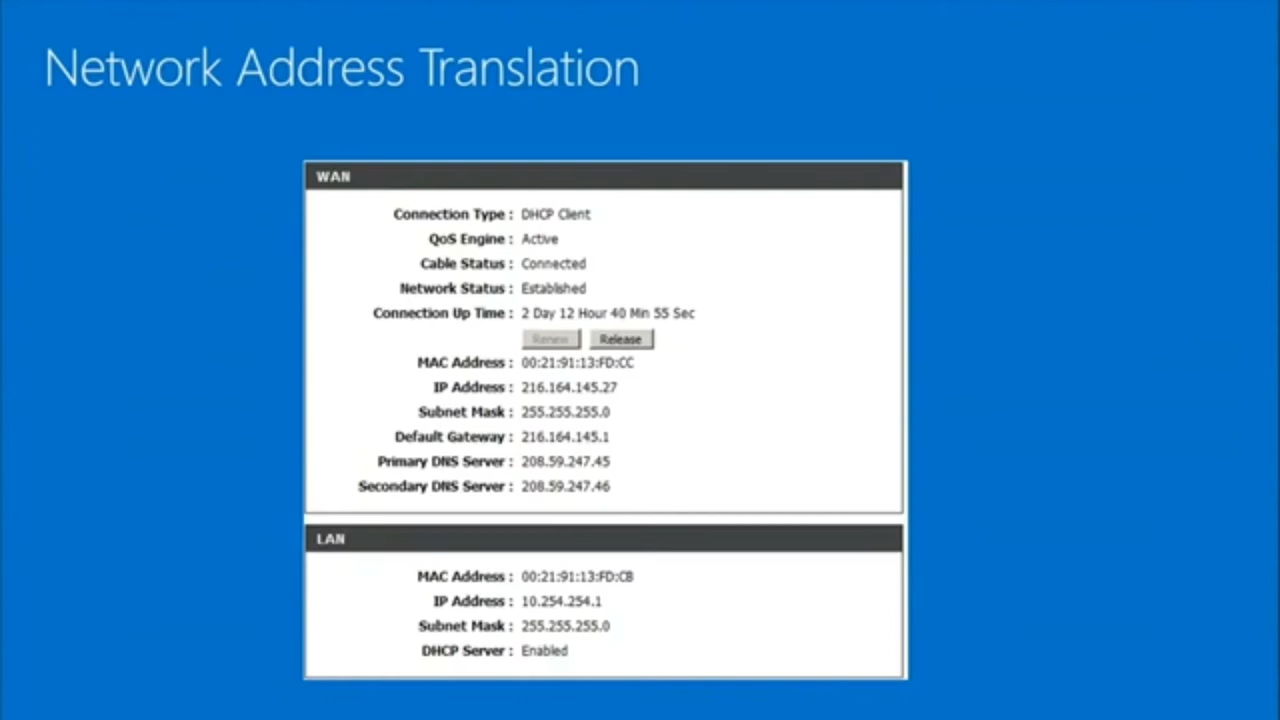 Network Address Translation
WAN
Connection Type : DHCP Client
QoS Engine : Active
Cable Status : Connected
Network Status : Established
Connection Up Time : 2 Day 12 Hour 40 Min 55 Sec
Renew Release
MAC Address : 00:21:91:13:FD:CC
IP Address : 216.164.145.27
Subnet Mask : 255.255.255.0
Default Gateway : 216.164.145.1
Primary DNS Server : 208.59.247.45
Secondary DNS Server : 208.59.247.46
LAN
MAC Address : 00:21:91:13:FD:CB
IP Address : 10.254.254.1
Subnet Mask : 255.255.255.0
DHCP Server : Enabled